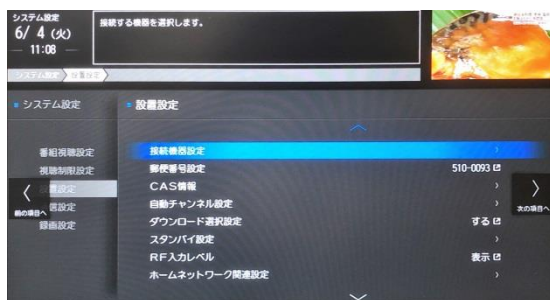 システム設定
6/ 4 (火)
11:08
接続する機器を選択します。
システム設定 設置設定
システム設定
設置設定
番組視聴設定
視聴制限設定
設置設定
信設定
録画設定
前の項目へ
次の項目へ
接続機器設定
郵便番号設定 510-0093
CAS情報
自動チャンネル設定
ダウンロード選択設定 する
スタンバイ設定
RF入力レベル 表示
ホームネットワーク関連設定